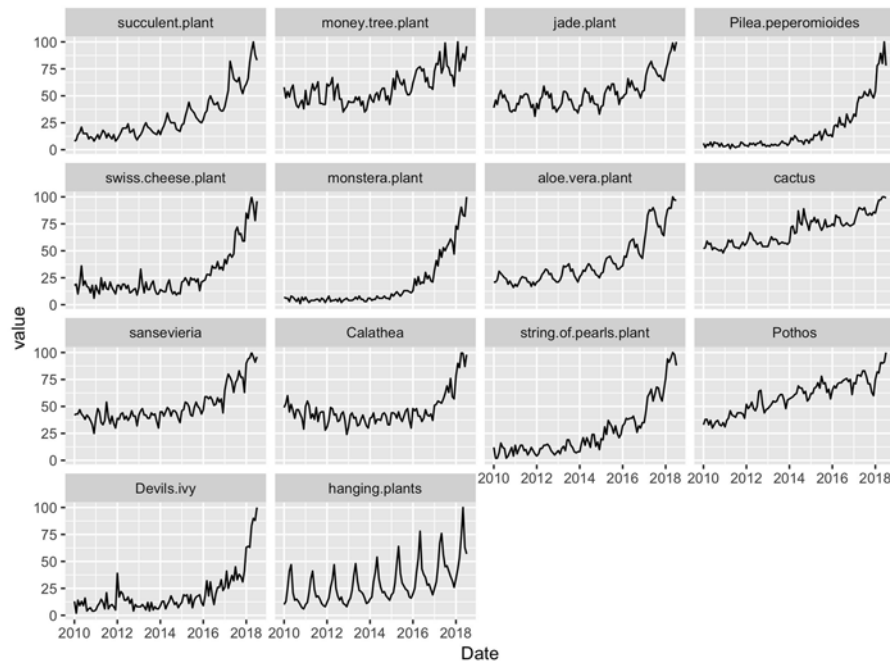 succulent.plant money.tree.plant jade.plant Pilea.peperomioides
100
75
50
25
0
swiss.cheese.plant monstera.plant aloe.vera.plant cactus
100
75
50
25
0
value
sansevieria Calathea string.of.pearls.plant Pothos
100
75
50
25
0
2010 2012 2014 2016 2018 2010 2012 2014 2016 2018
Devils.ivy hanging.plants
100
75
50
25
0
2010 2012 2014 2016 2018 2010 2012 2014 2016 2018
Date